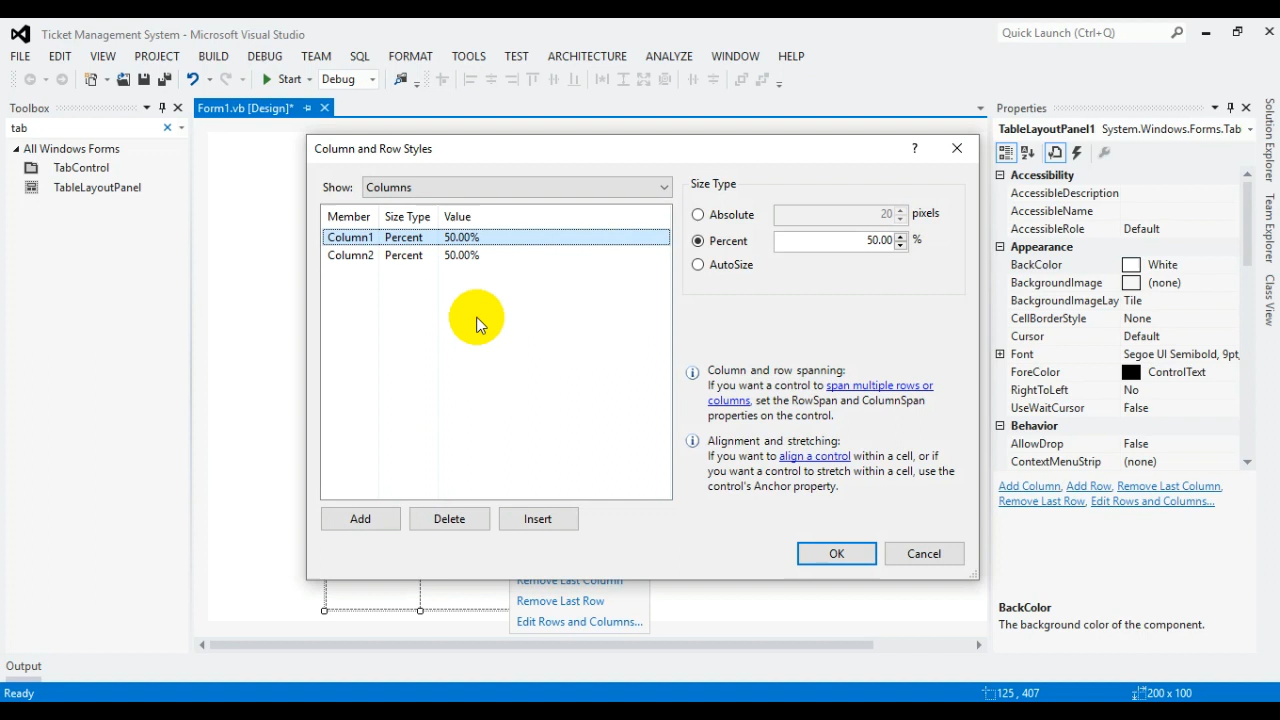 Ticket Management System - Microsoft Visual Studio
Quick Launch (Ctrl+Q)
FILE EDIT VIEW PROJECT BUILD DEBUG TEAM SQL FORMAT TOOLS TEST ARCHITECTURE ANALYZE WINDOW HELP
Start Debug
Toolbox
tab
All Windows Forms
TabControl
TableLayoutPanel
Form1.vb [Design]*
Column and Row Styles
?
Show: Columns
Member Size Type Value
Column1 Percent 50.00%
Column2 Percent 50.00%
Add Delete Insert
Size Type
Absolute 20 pixels
Percent 50.00 %
AutoSize
Column and row spanning:
If you want a control to span multiple rows or
columns, set the RowSpan and ColumnSpan
properties on the control.
Alignment and stretching:
If you want to align a control within a cell, or if
you want a control to stretch within a cell, use the
control's Anchor property.
OK Cancel
Remove Last Column
Remove Last Row
Edit Rows and Columns...
Properties
TableLayoutPanel1 System.Windows.Forms.Tab
Accessibility
AccessibleDescription
AccessibleName
AccessibleRole Default
Appearance
BackColor White
BackgroundImage (none)
BackgroundImageLay Tile
CellBorderStyle None
Cursor Default
Font Segoe UI Semibold, 9pt,
ForeColor ControlText
RightToLeft No
UseWaitCursor False
Behavior
AllowDrop False
ContextMenuStrip (none)
Add Column, Add Row, Remove Last Column,
Remove Last Row, Edit Rows and Columns...
BackColor
The background color of the component.
Solution Explorer
Team Explorer
Class View
Output
Ready
125 , 407
200 x 100